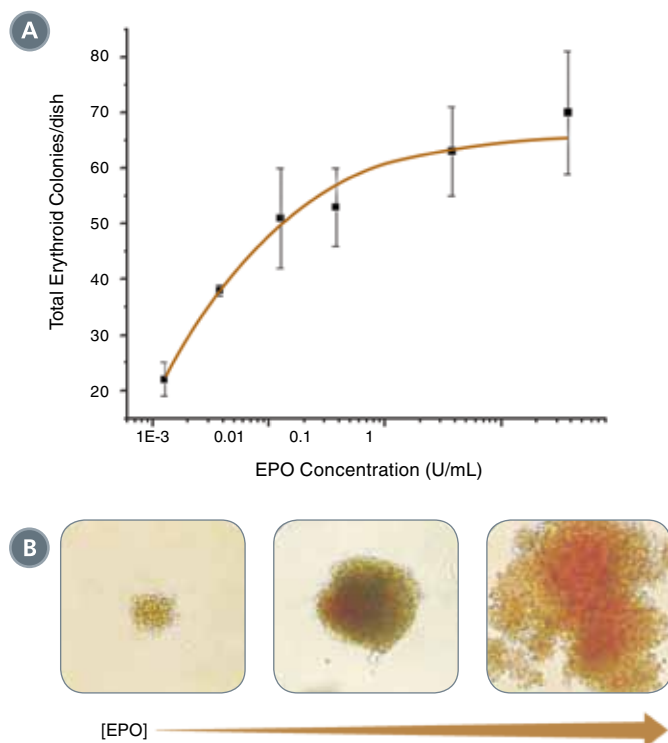 A
Total Erythroid Colonies/dish
80
70
60
50
40
30
20
1E-3 0.01 0.1 1
EPO Concentration (U/mL)
B
[EPO]